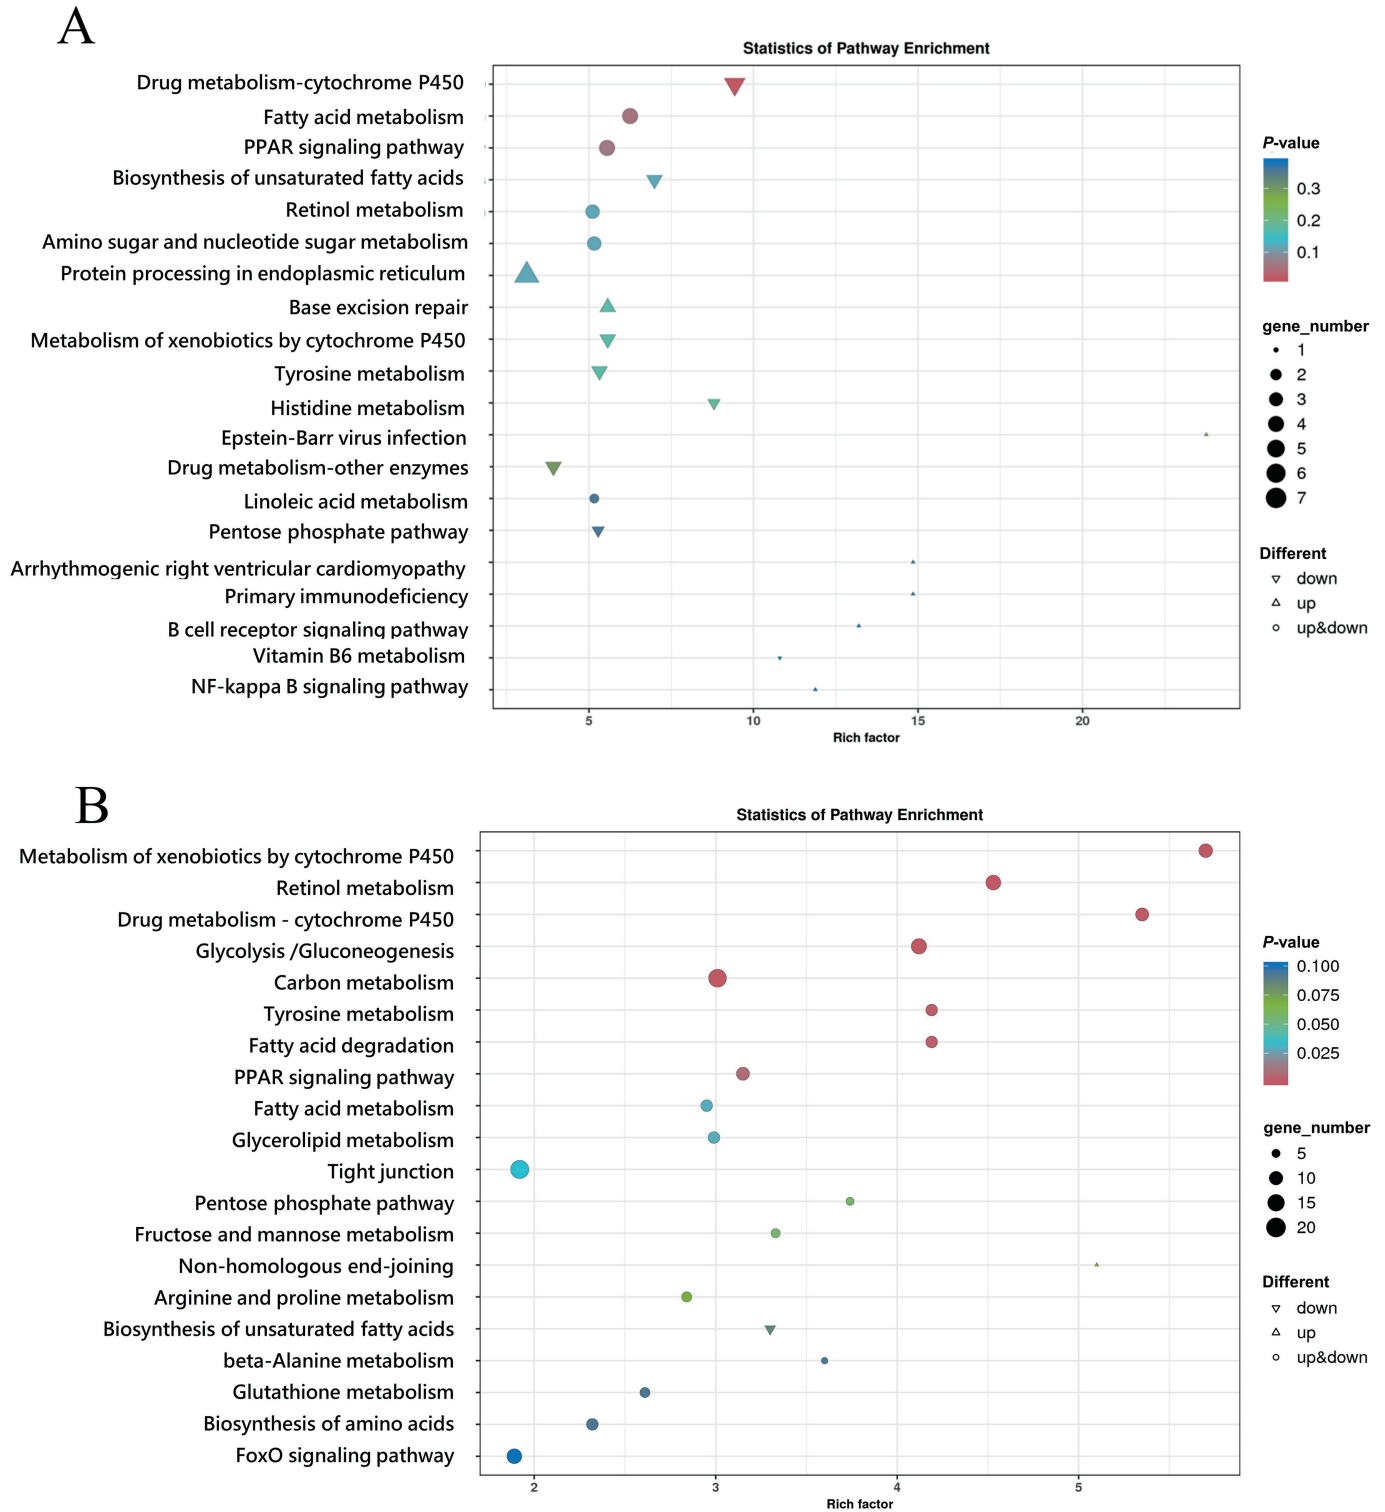 A
Statistics of Pathway Enrichment
Drug metabolism-cytochrome P450
Fatty acid metabolism
PPAR signaling pathway
Biosynthesis of unsaturated fatty acids
Retinol metabolism
Amino sugar and nucleotide sugar metabolism
Protein processing in endoplasmic reticulum
Base excision repair
Metabolism of xenobiotics by cytochrome P450
Tyrosine metabolism
Histidine metabolism
Epstein-Barr virus infection
Drug metabolism-other enzymes
Linoleic acid metabolism
Pentose phosphate pathway
Arrhythmogenic right ventricular cardiomyopathy
Primary immunodeficiency
B cell receptor signaling pathway
Vitamin B6 metabolism
NF-kappa B signaling pathway
5 10 15 20
Rich factor
P-value
0.3
0.2
0.1
gene_number
1
2
3
4
5
6
7
Different
down
up
up&down
B
Statistics of Pathway Enrichment
Metabolism of xenobiotics by cytochrome P450
Retinol metabolism
Drug metabolism - cytochrome P450
Glycolysis /Gluconeogenesis
Carbon metabolism
Tyrosine metabolism
Fatty acid degradation
PPAR signaling pathway
Fatty acid metabolism
Glycerolipid metabolism
Tight junction
Pentose phosphate pathway
Fructose and mannose metabolism
Non-homologous end-joining
Arginine and proline metabolism
Biosynthesis of unsaturated fatty acids
beta-Alanine metabolism
Glutathione metabolism
Biosynthesis of amino acids
FoxO signaling pathway
2 3 4 5
Rich factor
P-value
0.100
0.075
0.050
0.025
gene_number
5
10
15
20
Different
down
up
up&down